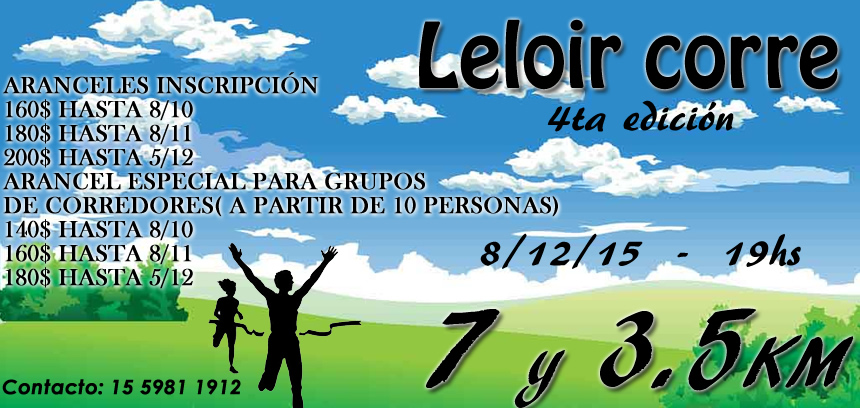 Leloir corre
4ta edición
ARANCELES INSCRIPCIÓN
160$ HASTA 8/10
180$ HASTA 8/11
200$ HASTA 5/12
ARANCEL ESPECIAL PARA GRUPOS
DE CORREDORES( A PARTIR DE 10 PERSONAS)
140$ HASTA 8/10
160$ HASTA 8/11
180$ HASTA 5/12
8/12/15 - 19hs
7 y 3.5KM
Contacto: 15 5981 1912